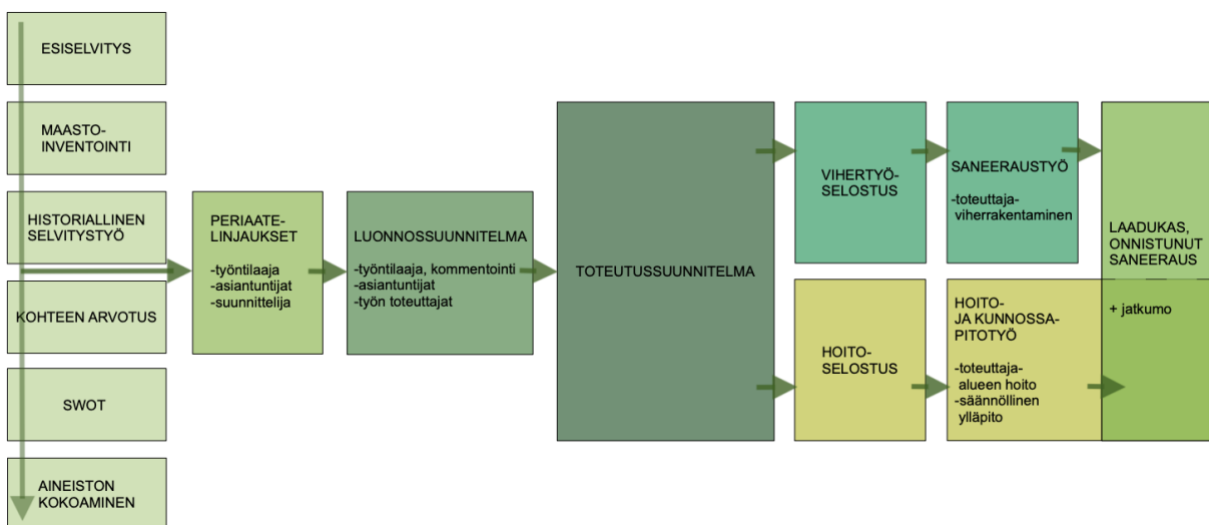 ESISELVITYS
MAASTO-
INVENTOINTI
HISTORIALLINEN
SELVITYSTYÖ
KOHTEEN ARVOTUS
SWOT
AINEISTON
KOKOAMINEN
PERIAATE-
LINJAUKSET
-työntilaaja
-asiantuntijat
-suunnittelija
LUONNOSSUUNNITELMA
-työntilaaja, kommentointi
-asiantuntijat
-työn toteuttajat
TOTEUTUSSUUNNITELMA
VIHERTYÖ-
SELOSTUS
SANEERAUSTYÖ
-toteuttaja-
viherrakentaminen
HOITO-
SELOSTUS
HOITO-
JA KUNNOSSA-
PITOTYÖ
-toteuttaja-
alueen hoito
-säännöllinen
ylläpito
LAADUKAS,
ONNISTUNUT
SANEERAUS
+ jatkumo